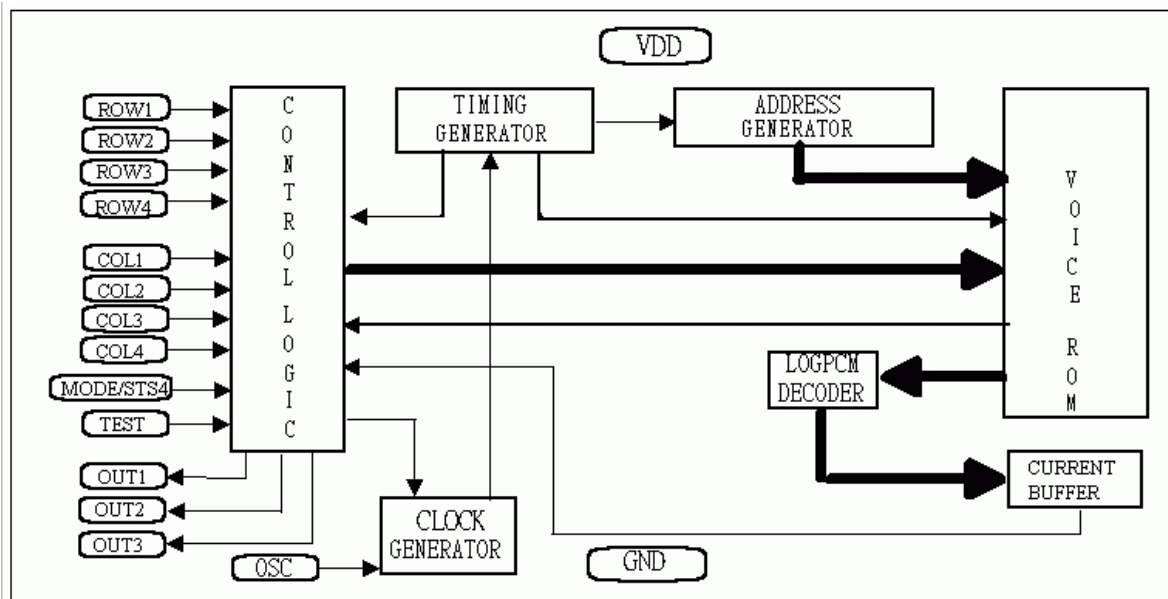 VDD
ROW1
ROW2
ROW3
ROW4
COL1
COL2
COL3
COL4
MODE/STS4
TEST
OUT1
OUT2
OUT3
CONTROL LOGIC
TIMING
GENERATOR
ADDRESS
GENERATOR
VOICE ROM
LOGPCM
DECODER
CURRENT
BUFFER
CLOCK
GENERATOR
OSC
GND